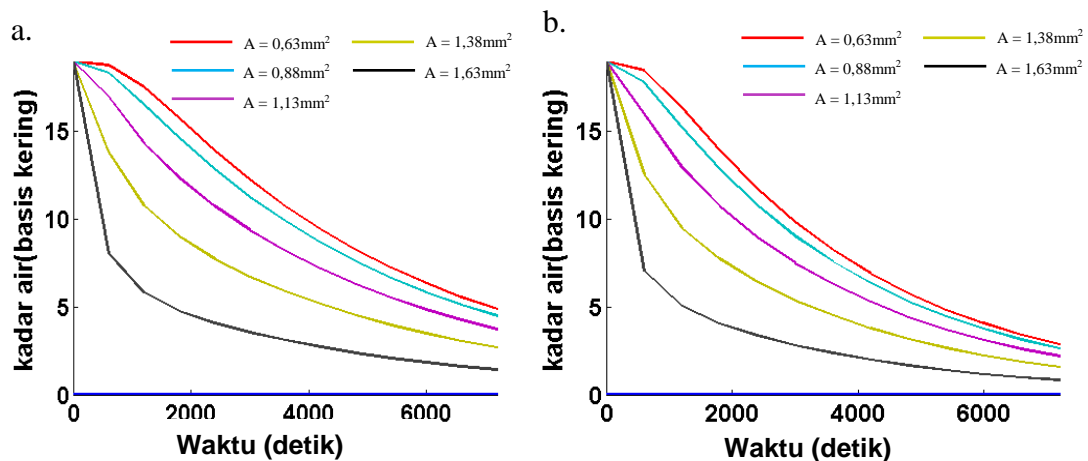 a.
A = 0,63mm²
A = 1,38mm²
A = 0,88mm²
A = 1,63mm²
A = 1,13mm²
kadar air(basis kering)
15
10
5
0
0
2000
4000
6000
Waktu (detik)
b.
A = 0,63mm²
A = 1,38mm²
A = 0,88mm²
A = 1,63mm²
A = 1,13mm²
kadar air(basis kering)
15
10
5
0
0
2000
4000
6000
Waktu (detik)